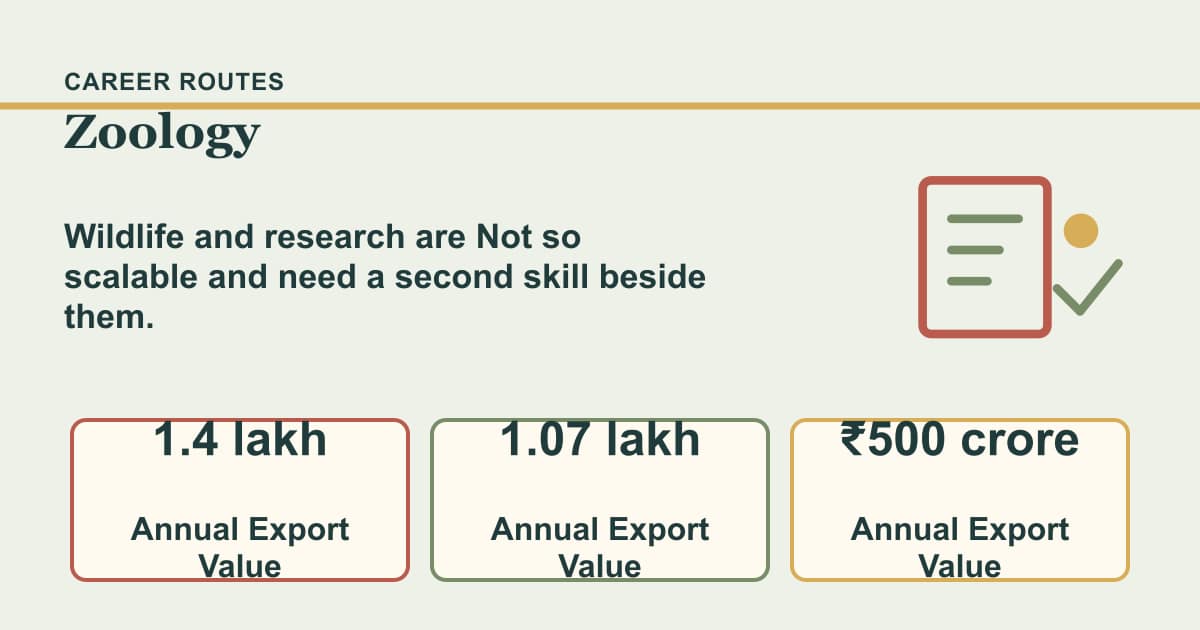 CAREER ROUTES
Zoology
Wildlife and research are Not so
scalable and need a second skill beside
them.
1.4 lakh
Annual Export
Value
1.07 lakh
Annual Export
Value
₹500 crore
Annual Export
Value